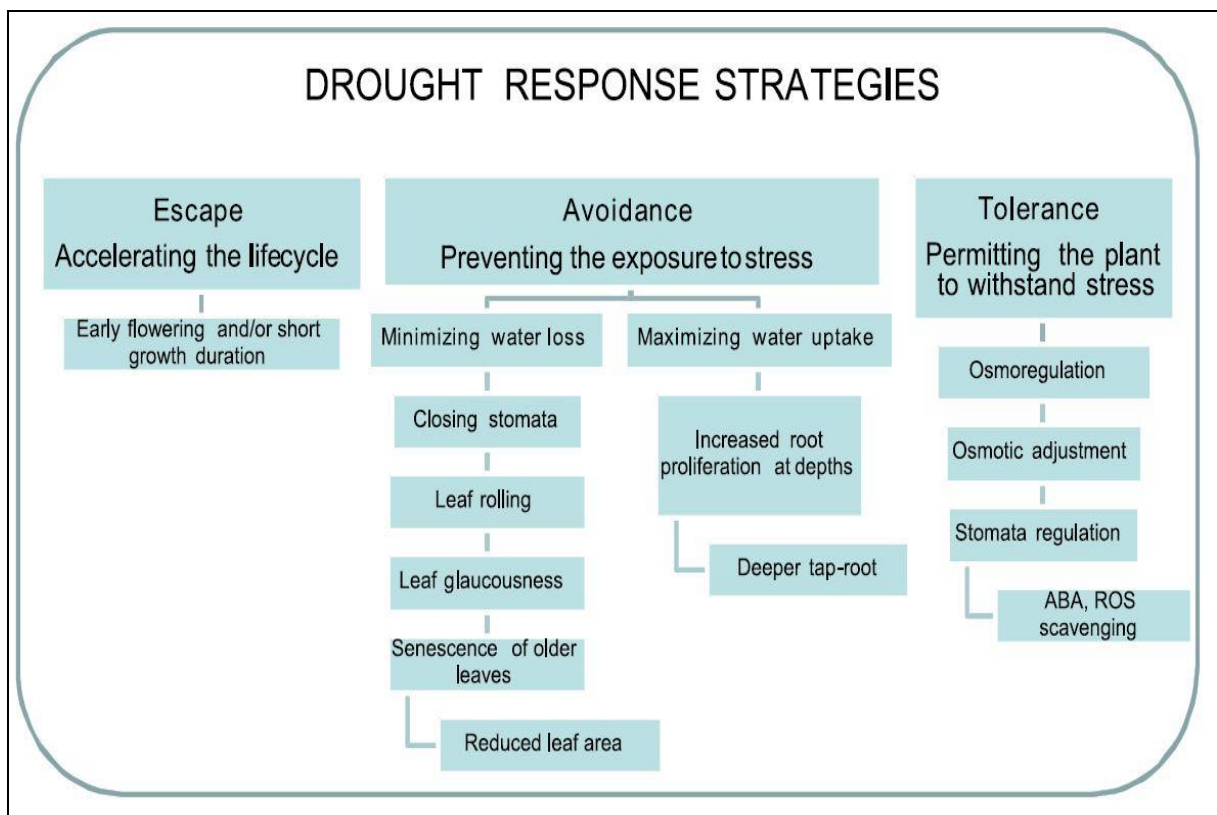 DROUGHT RESPONSE STRATEGIES
Escape
Accelerating the lifecycle
Early flowering and/or short
growth duration
Avoidance
Preventing the exposure to stress
Minimizing water loss
Closing stomata
Leaf rolling
Leaf glaucousness
Senescence of older
leaves
Reduced leaf area
Maximizing water uptake
Increased root
proliferation at depths
Deeper tap-root
Tolerance
Permitting the plant
to withstand stress
Osmoregulation
Osmotic adjustment
Stomata regulation
ABA, ROS
scavenging